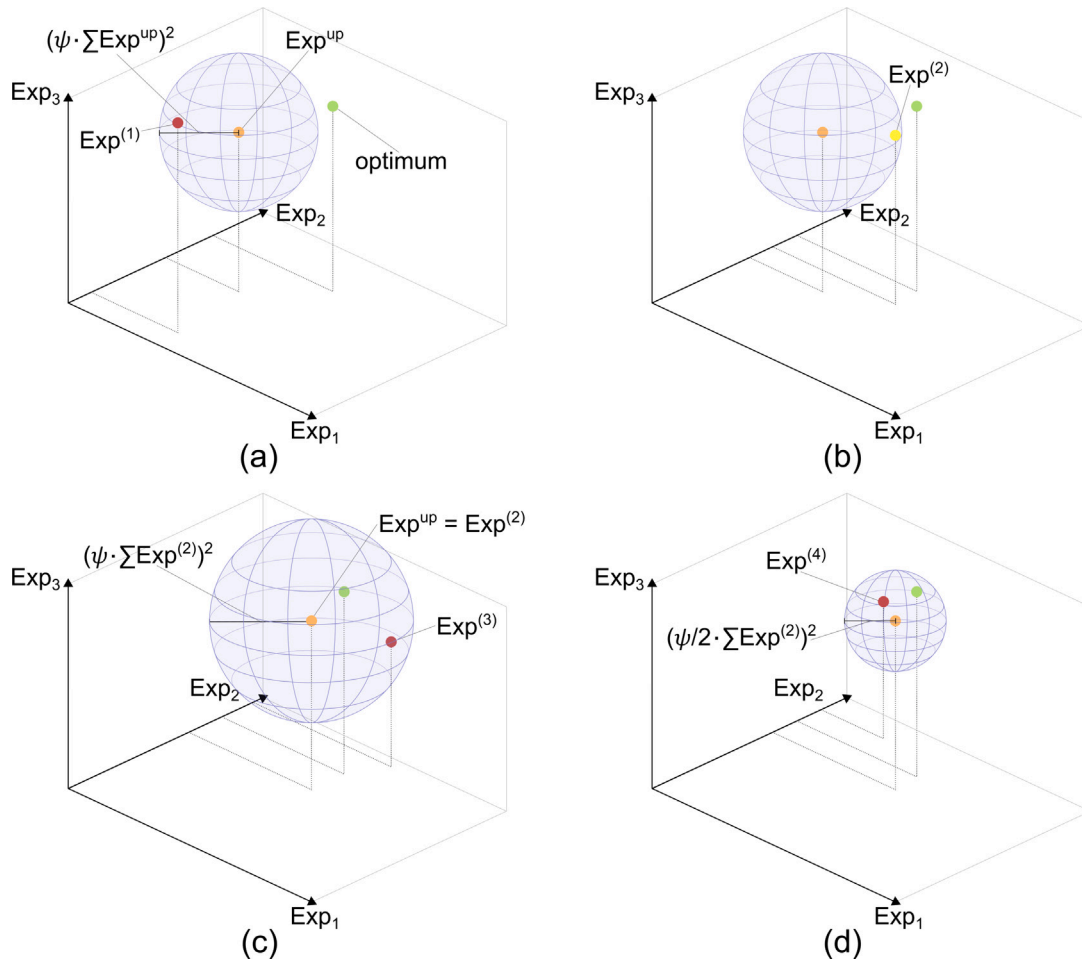 (ψ·∑Exp^up)^2
Exp^up
Exp_3
Exp^(1)
optimum
Exp_2
Exp_1
(a)
Exp^(2)
Exp_3
Exp_2
Exp_1
(b)
Exp^up = Exp^(2)
(ψ·∑Exp^(2))^2
Exp_3
Exp^(3)
Exp_2
Exp_1
(c)
Exp^(4)
Exp_3
(ψ/2·∑Exp^(2))^2
Exp_2
Exp_1
(d)